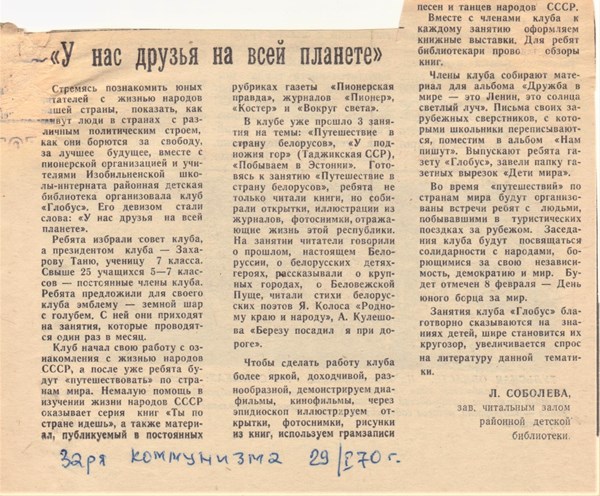 «У нас друзья на всей планете»
Стремясь познакомить юных
читателей с жизнью народов
нашей страны, показать, как
живут люди в странах с раз-
личным политическим строем,
как они борются за свободу,
за лучшее будущее, вместе с
пионерской организацией и учи-
телями Изобильненской шко-
лы-интерната районная детская
библиотека организовала клуб
«Глобус». Его девизом стали
слова: «У нас друзья на всей
планете».
Ребята избрали совет клуба,
а президентом клуба — Заха-
рову Таню, ученицу 7 класса.
Свыше 25 учащихся 5—7 клас-
сов — постоянные члены клуба.
Ребята предложили для своего
клуба эмблему — земной шар
с голубем. С ней они приходят
на занятия, которые проводят-
ся один раз в месяц.
Клуб начал свою работу с оз-
накомления с жизнью народов
СССР, а после уже ребята бу-
дут «путешествовать» по стра-
нам мира. Немалую помощь в
изучении жизни народов СССР
оказывает серия книг «Ты по
стране идешь», а также матери-
ал, публикуемый в постоянных
рубриках газеты «Пионерская
правда», журналов «Пионер»,
«Костер» и «Вокруг света».
В клубе уже прошло 3 заня-
тия на темы: «Путешествие в
страну белорусов», «У под-
ножия гор» (Таджикская ССР),
«Побываем в Эстонии». Гото-
вясь к занятию «Путешествие в
страну белорусов», ребята не
только читали книги, но соби-
рали открытки, иллюстрации из
журналов, фотоснимки, отража-
ющие жизнь этой республики.
На занятии читатели говорили
о прошлом, настоящем Бело-
руссии, о белорусских детях-
героях, рассказывали о круп-
ных городах, о Беловежской
Пуще, читали стихи белорус-
ских поэтов Я. Коласа «Родно-
му краю и народу», А. Кулешо-
ва «Березу посадил я при до-
роге».
Чтобы сделать работу клуба
более яркой, доходчивой, раз-
нообразной, демонстрируем диа-
фильмы, кинофильмы, через
эпидиоскоп иллюстрируем от-
крытки, фотоснимки, рисунки
из книг, используем грамзаписи
песен и танцев народов СССР.
Вместе с членами клуба к
каждому занятию оформляем
книжные выставки. Для ребят
библиотекари прово обзоры
книг.
Члены клуба собирают мате-
риал для альбома «Дружба в
мире — это Ленин, это солнца
светлый луч». Письма своих за-
рубежных сверстников, с кото-
рыми школьники переписывают-
ся, поместим в альбом «Нам
пишут». Выпускают ребята га-
зету «Глобус», завели папку га-
зетных вырезок «Дети мира».
Во время «путешествий» по
странам мира будут организо-
ваны встречи ребят с людьми,
побывавшими в туристических
поездках за рубежом. Заседа-
ния клуба будут посвящаться
солидарности с народами, бо-
рющимися за свою независи-
мость, демократию и мир. Бу-
дет отмечен 8 февраля — День
юного борца за мир.
Занятия клуба «Глобус» бла-
готворно сказываются на зна-
ниях детей, шире становится их
кругозор, увеличивается спрос
на литературу данной темати-
ки.
Л. СОБОЛЕВА,
зав. читальным залом
районной детской
библиотеки
Заря коммунизма 29/I 70 г.